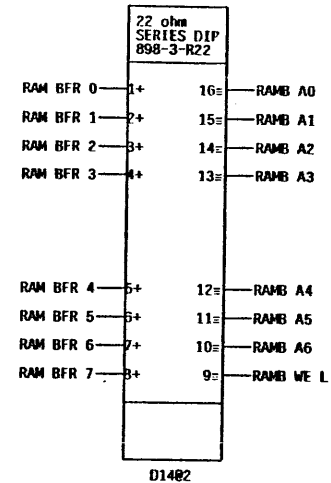 22 ohm
SERIES DIP
898-3-R22
RAM BFR 0 1+ 16= RAMB A0
RAM BFR 1 2+ 15= RAMB A1
RAM BFR 2 3+ 14= RAMB A2
RAM BFR 3 4+ 13= RAMB A3
RAM BFR 4 5+ 12= RAMB A4
RAM BFR 5 6+ 11= RAMB A5
RAM BFR 6 7+ 10= RAMB A6
RAM BFR 7 8+ 9= RAMB WE L
D1402